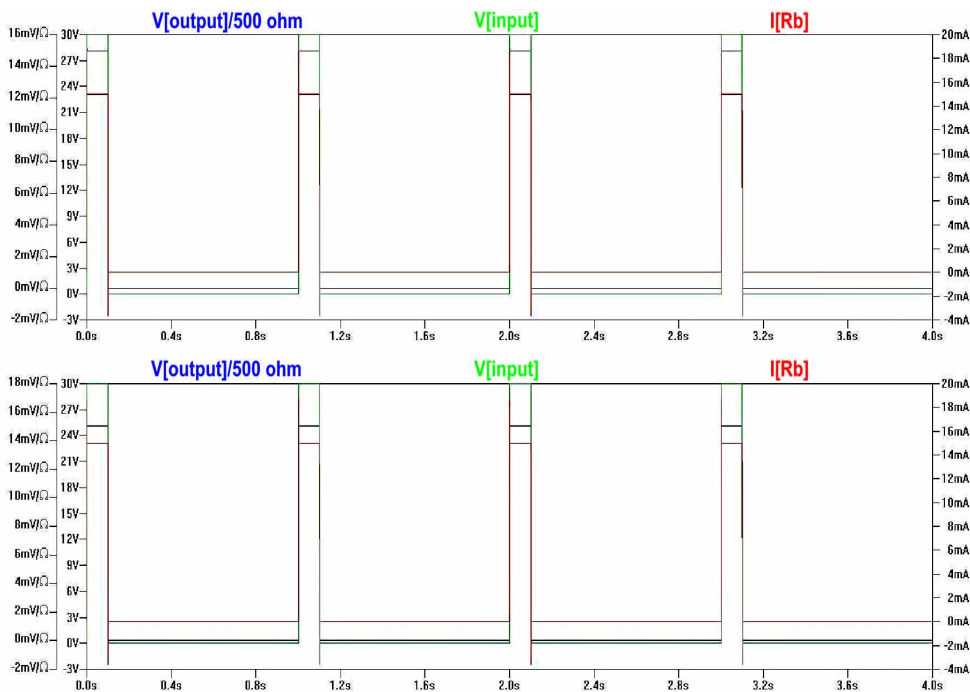 V[output]/500 ohm V[input] I[Rb]
16mV/Ω 30V 20mA
14mV/Ω 27V 18mA
12mV/Ω 24V 16mA
10mV/Ω 21V 14mA
8mV/Ω 18V 12mA
6mV/Ω 15V 10mA
4mV/Ω 12V 8mA
2mV/Ω 9V 6mA
0mV/Ω 6V 4mA
-2mV/Ω 3V 2mA
0V 0mA
-3V -2mA
-4mA
0.0s 0.4s 0.8s 1.2s 1.6s 2.0s 2.4s 2.8s 3.2s 3.6s 4.0s
V[output]/500 ohm V[input] I[Rb]
18mV/Ω 30V 20mA
16mV/Ω 27V 18mA
14mV/Ω 24V 16mA
12mV/Ω 21V 14mA
10mV/Ω 18V 12mA
8mV/Ω 15V 10mA
6mV/Ω 12V 8mA
4mV/Ω 9V 6mA
2mV/Ω 6V 4mA
0mV/Ω 3V 2mA
-2mV/Ω 0V 0mA
-3V -2mA
-4mA
0.0s 0.4s 0.8s 1.2s 1.6s 2.0s 2.4s 2.8s 3.2s 3.6s 4.0s